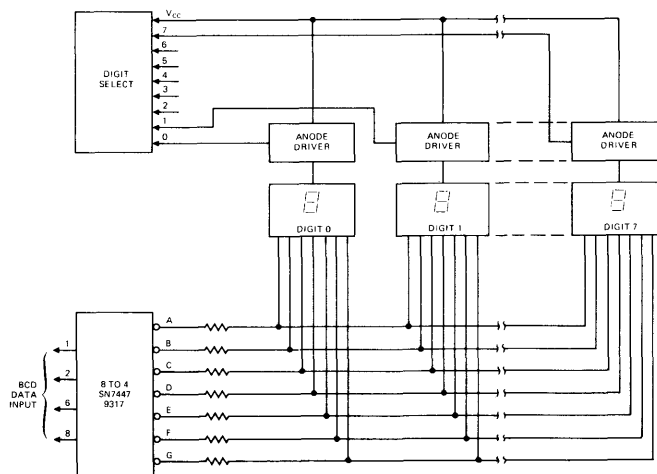 VCC
7
6
5
4
3
2
1
0
DIGIT
SELECT
ANODE
DRIVER
ANODE
DRIVER
ANODE
DRIVER
DIGIT 0
DIGIT 1
DIGIT 7
BCD
DATA
INPUT
1
2
6
8
8 TO 4
SN7447
9317
A
B
C
D
E
F
G